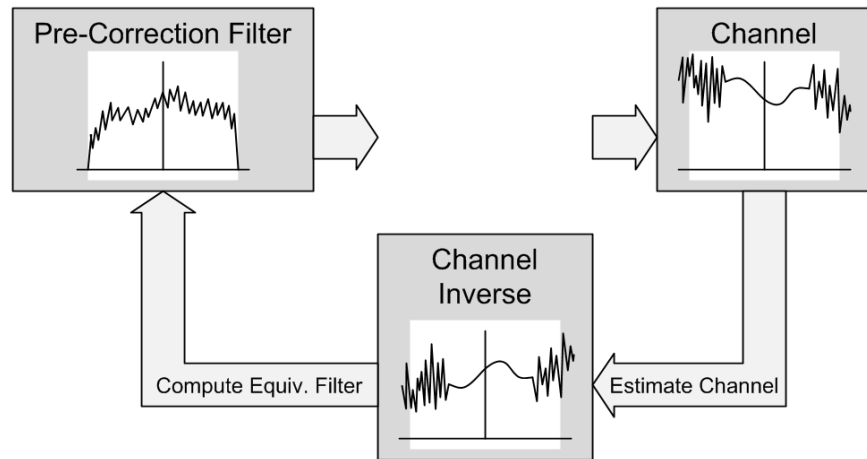 Pre-Correction Filter
Channel
Channel
Inverse
Compute Equiv. Filter
Estimate Channel